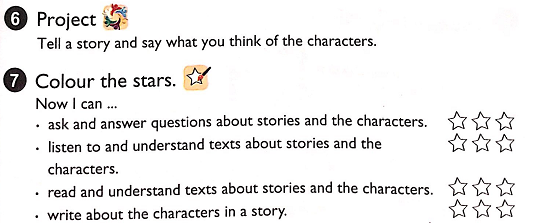 6 Project
Tell a story and say what you think of the characters.
7 Colour the stars.
Now I can ...
• ask and answer questions about stories and the characters.
• listen to and understand texts about stories and the
characters.
• read and understand texts about stories and the characters.
• write about the characters in a story.